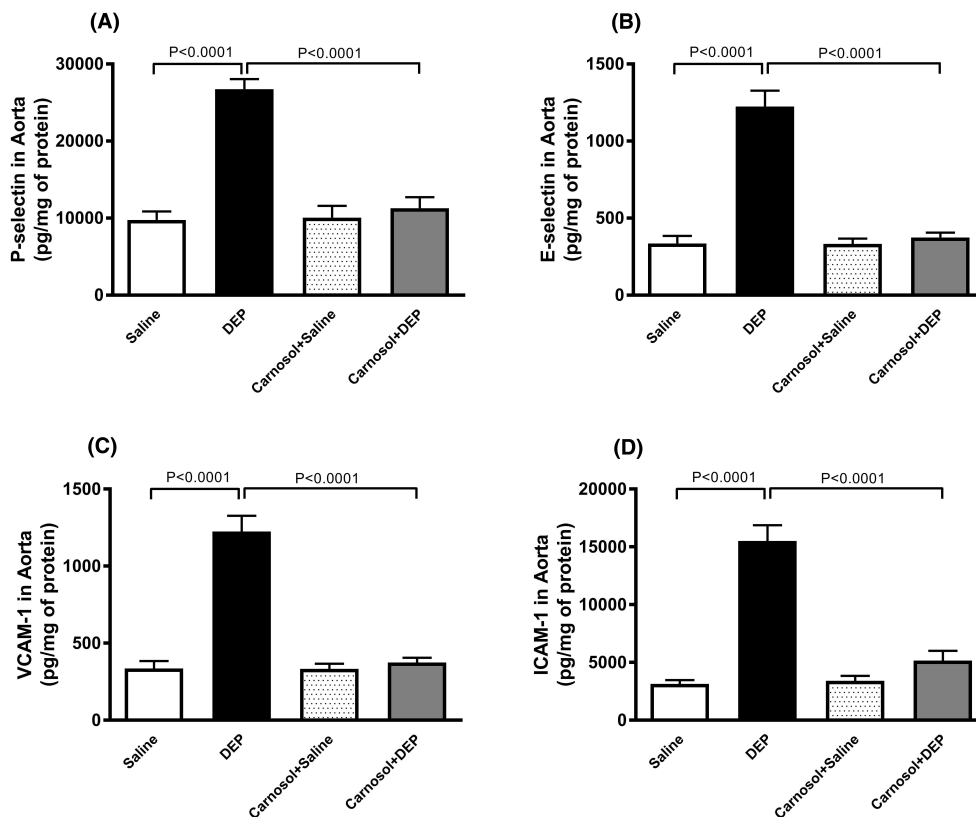 (A)
P<0.0001
P<0.0001
P-selectin in Aorta
(pg/mg of protein)
30000
20000
10000
0
Saline
DEP
Carnosol+Saline
Carnosol+DEP
(B)
P<0.0001
P<0.0001
E-selectin in Aorta
(pg/mg of protein)
1500
1000
500
0
Saline
DEP
Carnosol+Saline
Carnosol+DEP
(C)
P<0.0001
P<0.0001
VCAM-1 in Aorta
(pg/mg of protein)
1500
1000
500
0
Saline
DEP
Carnosol+Saline
Carnosol+DEP
(D)
P<0.0001
P<0.0001
ICAM-1 in Aorta
(pg/mg of protein)
20000
15000
10000
5000
0
Saline
DEP
Carnosol+Saline
Carnosol+DEP